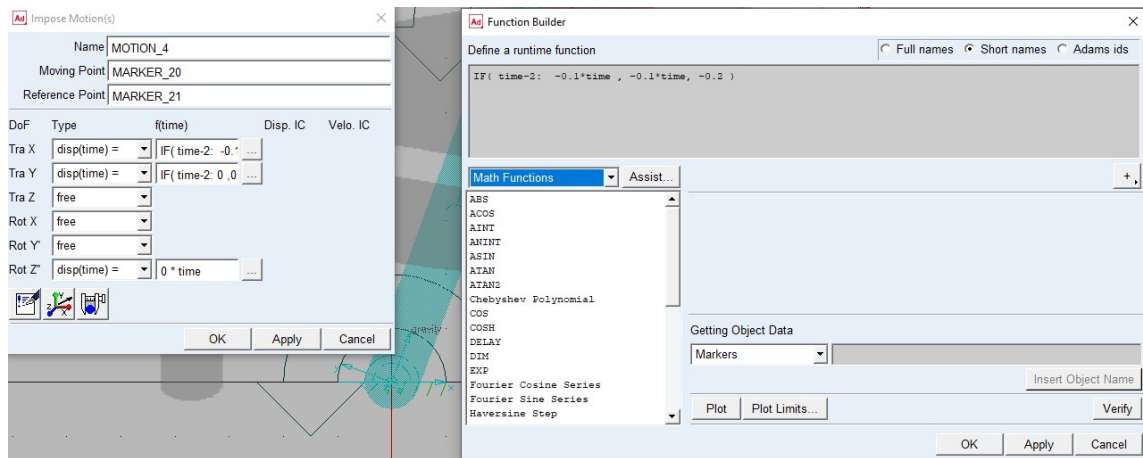 Ad Impose Motion(s)
Name MOTION_4
Moving Point MARKER_20
Reference Point MARKER_21
DoF Type f(time) Disp. IC Velo. IC
Tra X disp(time) = IF( time-2: -0.1 ...
Tra Y disp(time) = IF( time-2: 0 ,0 ...
Tra Z free
Rot X free
Rot Y' free
Rot Z" disp(time) = 0 * time ...
OK Apply Cancel
gravity
Ad Function Builder
Define a runtime function
Full names Short names Adams ids
IF( time-2: -0.1*time , -0.1*time, -0.2 )
Math Functions Assist... +
ABS
ACOS
AINT
ANINT
ASIN
ATAN
ATAN2
Chebyshev Polynomial
COS
COSH
DELAY
DIM
EXP
Fourier Cosine Series
Fourier Sine Series
Haversine Step
Getting Object Data
Markers
Insert Object Name
Plot Plot Limits... Verify
OK Apply Cancel